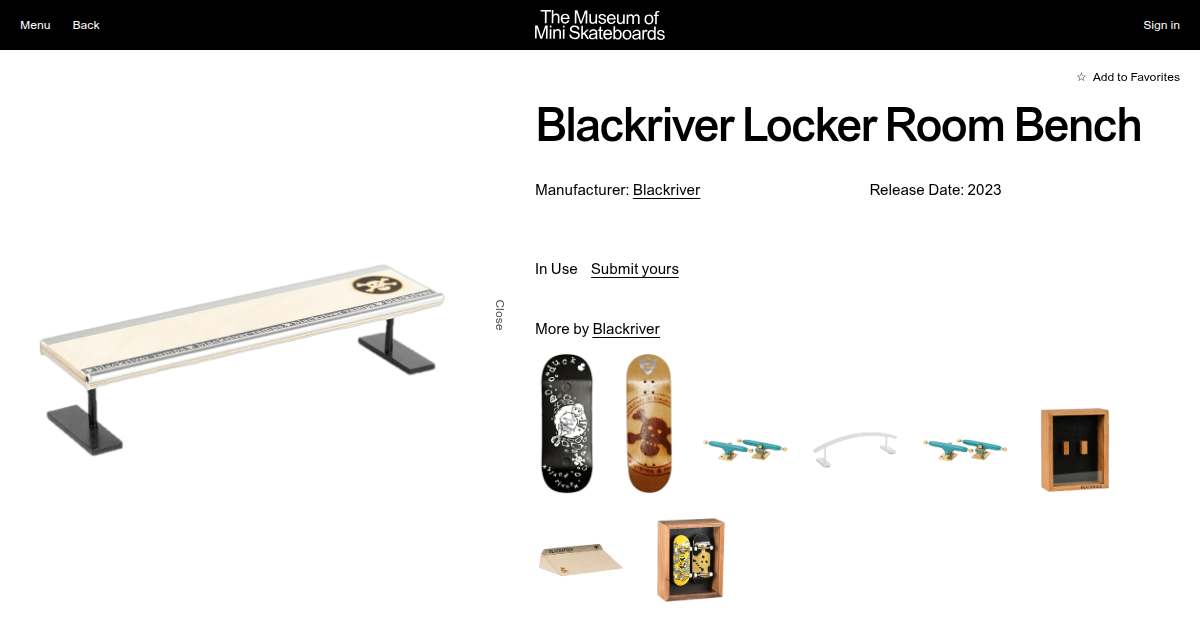 Menu
Back
The Museum of
Mini Skateboards
Sign in
☆ Add to Favorites
Blackriver Locker Room Bench
Manufacturer: Blackriver
Release Date: 2023
In Use Submit yours
Close
More by Blackriver